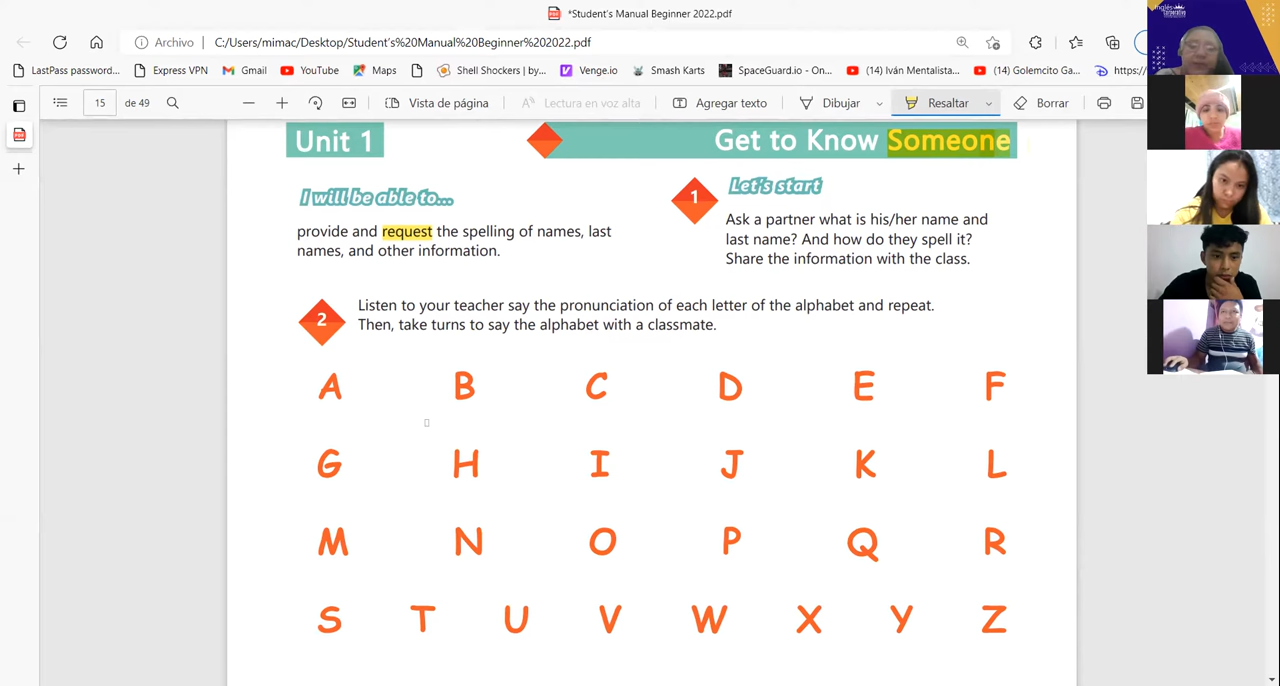 *Student's Manual Beginner 2022.pdf
Archivo C:/Users/mimac/Desktop/Student's%20Manual%20Beginner%202022.pdf
LastPass password... Express VPN Gmail YouTube Maps Shell Shockers | by... Venge.io Smash Karts SpaceGuard.io - On... (14) Iván Mentalista... (14) Golemcito Ga... https:/
15 de 49 Vista de página Lectura en voz alta Agregar texto Dibujar Resaltar Borrar
Unit 1 Get to Know Someone
I will be able to...
provide and request the spelling of names, last
names, and other information.
1 Let's start
Ask a partner what is his/her name and
last name? And how do they spell it?
Share the information with the class.
2 Listen to your teacher say the pronunciation of each letter of the alphabet and repeat.
Then, take turns to say the alphabet with a classmate.
A B C D E F
G H I J K L
M N O P Q R
S T U V W X Y Z